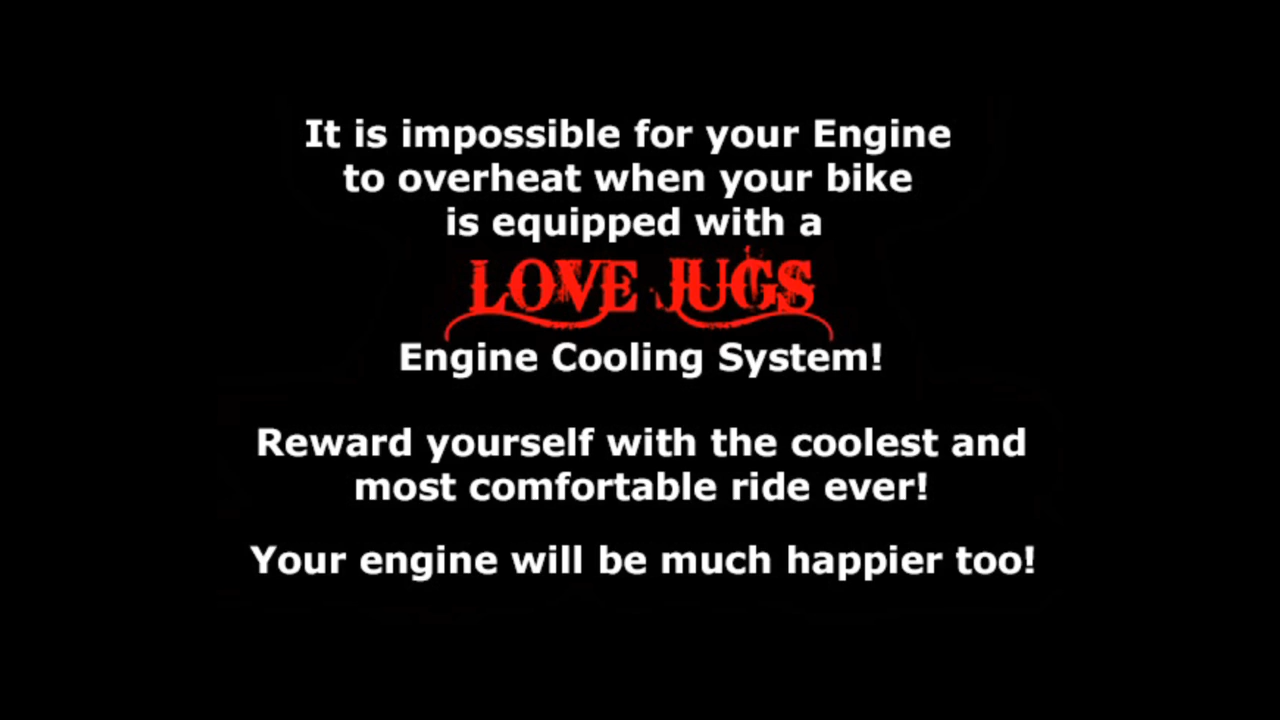 It is impossible for your Engine
to overheat when your bike
is equipped with a
LOVE JUGS
Engine Cooling System!
Reward yourself with the coolest and
most comfortable ride ever!
Your engine will be much happier too!